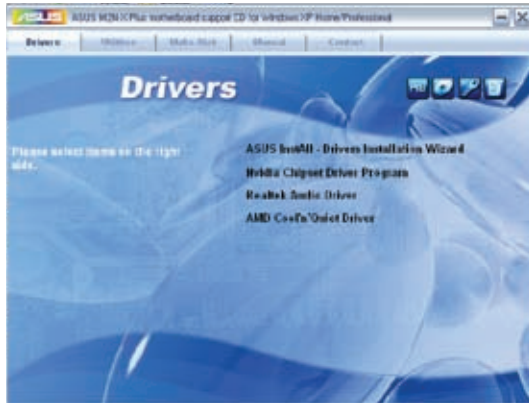 ASUS M2N-X Plus motherboard support CD for windows XP Home/Professional
Drivers Utilities Make Disk Manual Contact
Drivers
Please select items on the right
side.
ASUS InstAll - Drivers Installation Wizard
Nvidia Chipset Driver Program
Realtek Audio Driver
AMD Cool'n'Quiet Driver